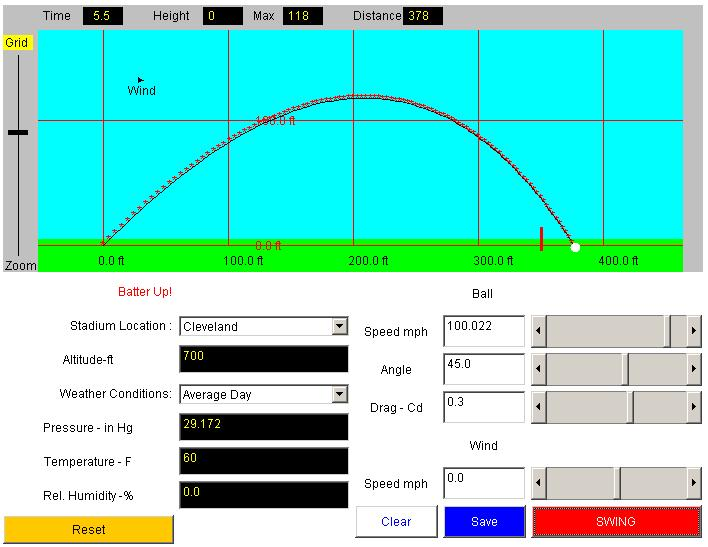 Time 5.5 Height 0 Max 118 Distance 378
Grid
Wind
100.0 ft
0.0 ft
Zoom
0.0 ft 100.0 ft 200.0 ft 300.0 ft 400.0 ft
Batter Up!
Ball
Stadium Location : Cleveland
Speed mph 100.022
Altitude-ft 700
Angle 45.0
Weather Conditions: Average Day
Drag - Cd 0.3
Pressure - in Hg 29.172
Wind
Temperature - F 60
Speed mph 0.0
Rel. Humidity -% 0.0
Reset
Clear Save SWING